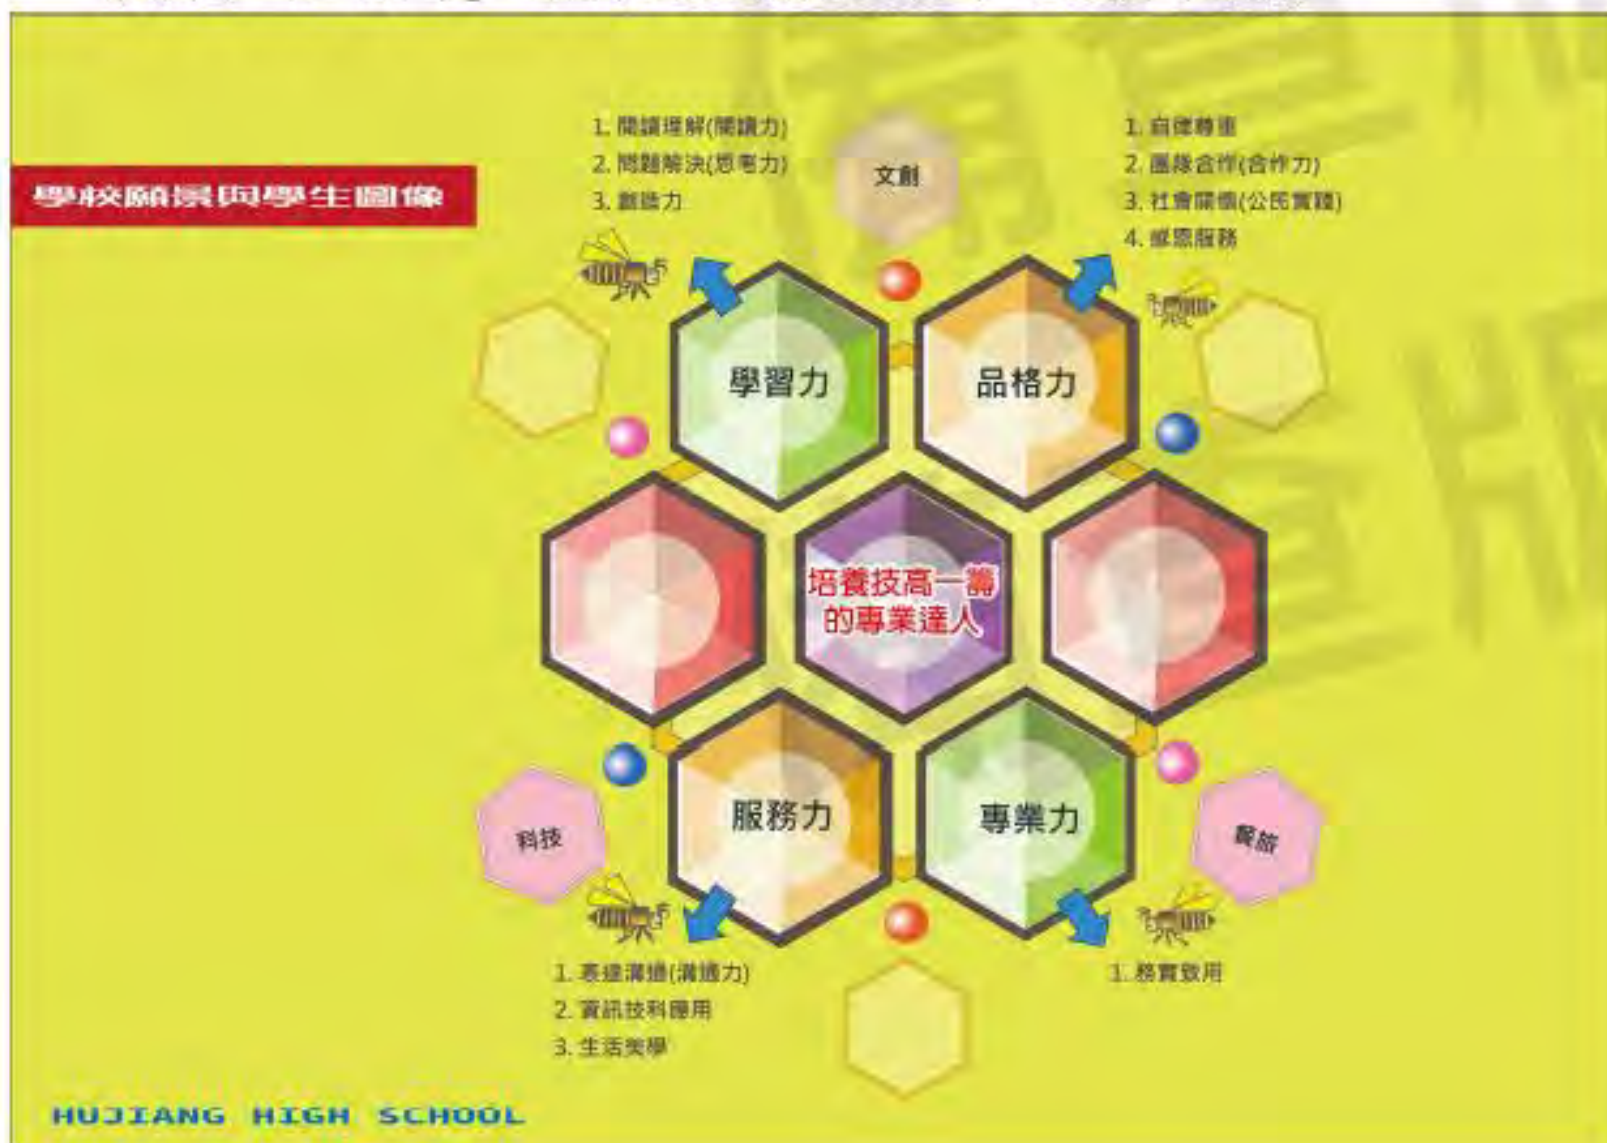 學校願景與學生圖像
1. 閱讀理解(閱讀力)
2. 問題解決(思考力)
3. 創造力
文創
1. 自律尊重
2. 團隊合作(合作力)
3. 社會關懷(公民實踐)
4. 感恩服務
學習力
品格力
培養技高一籌
的專業達人
服務力
專業力
科技
餐旅
1. 表達溝通(溝通力)
2. 資訊技科應用
3. 生活美學
1. 務實致用
HUJIANG HIGH SCHOOL